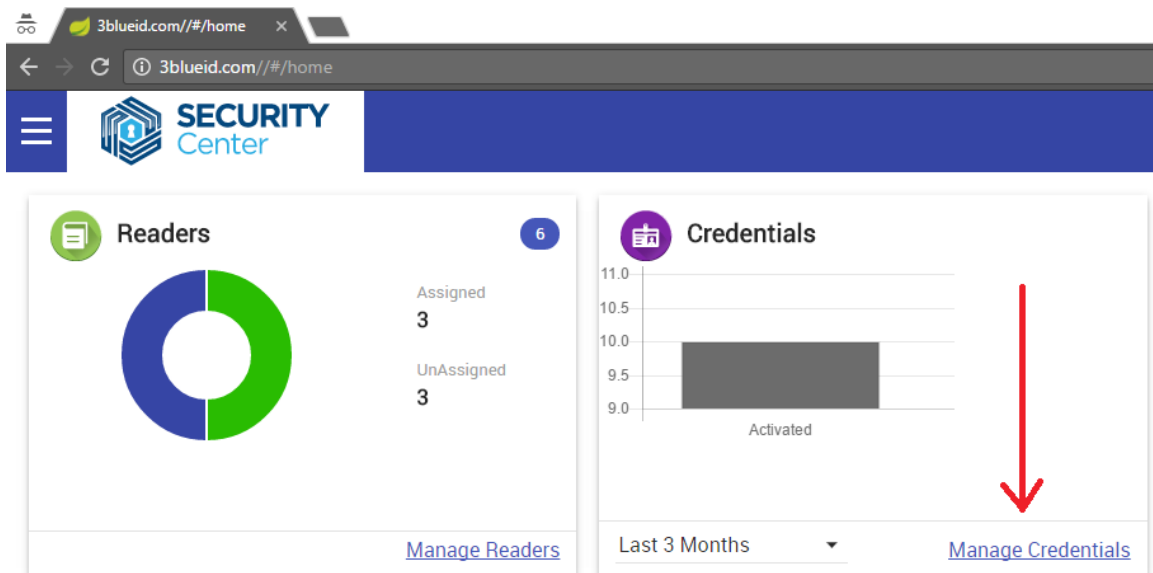 3blueid.com//#/home
3blueid.com//#/home
SECURITY
Center
Readers
6
Assigned
3
UnAssigned
3
Manage Readers
Credentials
11.0
10.5
10.0
9.5
9.0
Activated
Last 3 Months
Manage Credentials